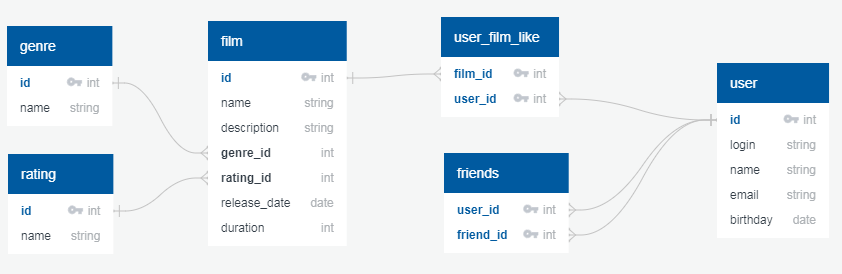 genre
id int
name string
rating
id int
name string
film
id int
name string
description string
genre_id int
rating_id int
release_date date
duration int
user_film_like
film_id int
user_id int
friends
user_id int
friend_id int
user
id int
login string
name string
email string
birthday date